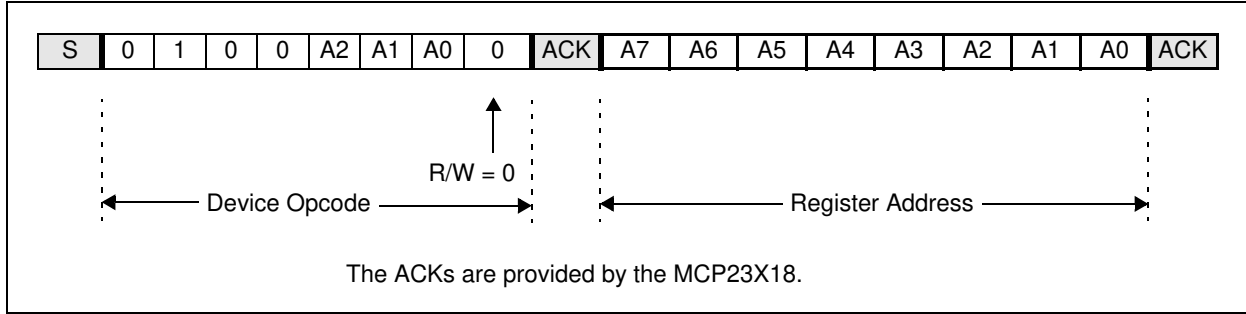 S 0 1 0 0 A2 A1 A0 0 ACK A7 A6 A5 A4 A3 A2 A1 A0 ACK
R/W = 0
Device Opcode
Register Address
The ACKs are provided by the MCP23X18.